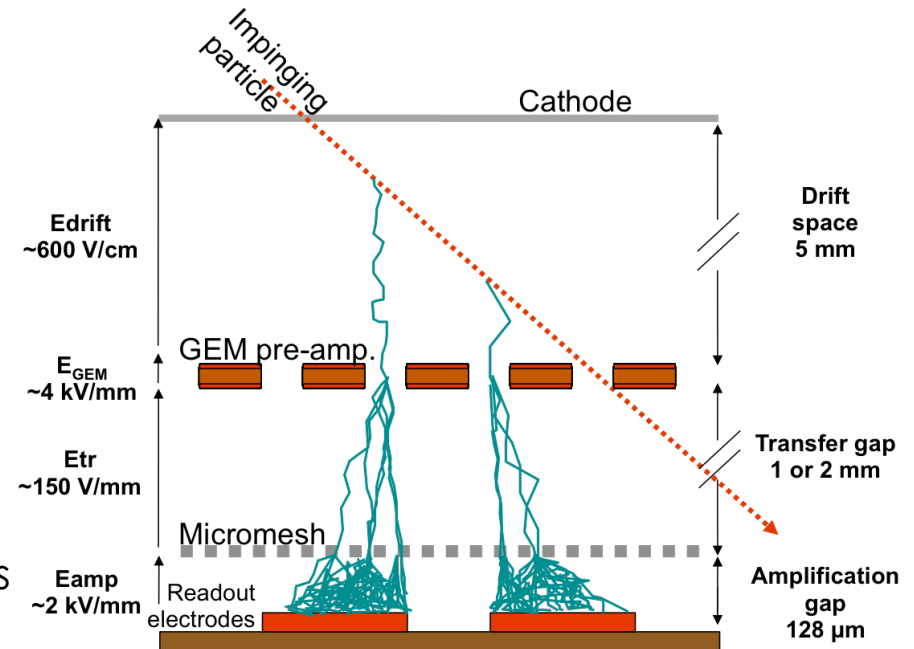 Impinging
particle
Cathode
Edrift
~600 V/cm
Drift
space
5 mm
GEM pre-amp.
EGEM
~4 kV/mm
Etr
~150 V/mm
Transfer gap
1 or 2 mm
Micromesh
s
Eamp
~2 kV/mm
Readout
electrodes
Amplification
gap
128 µm